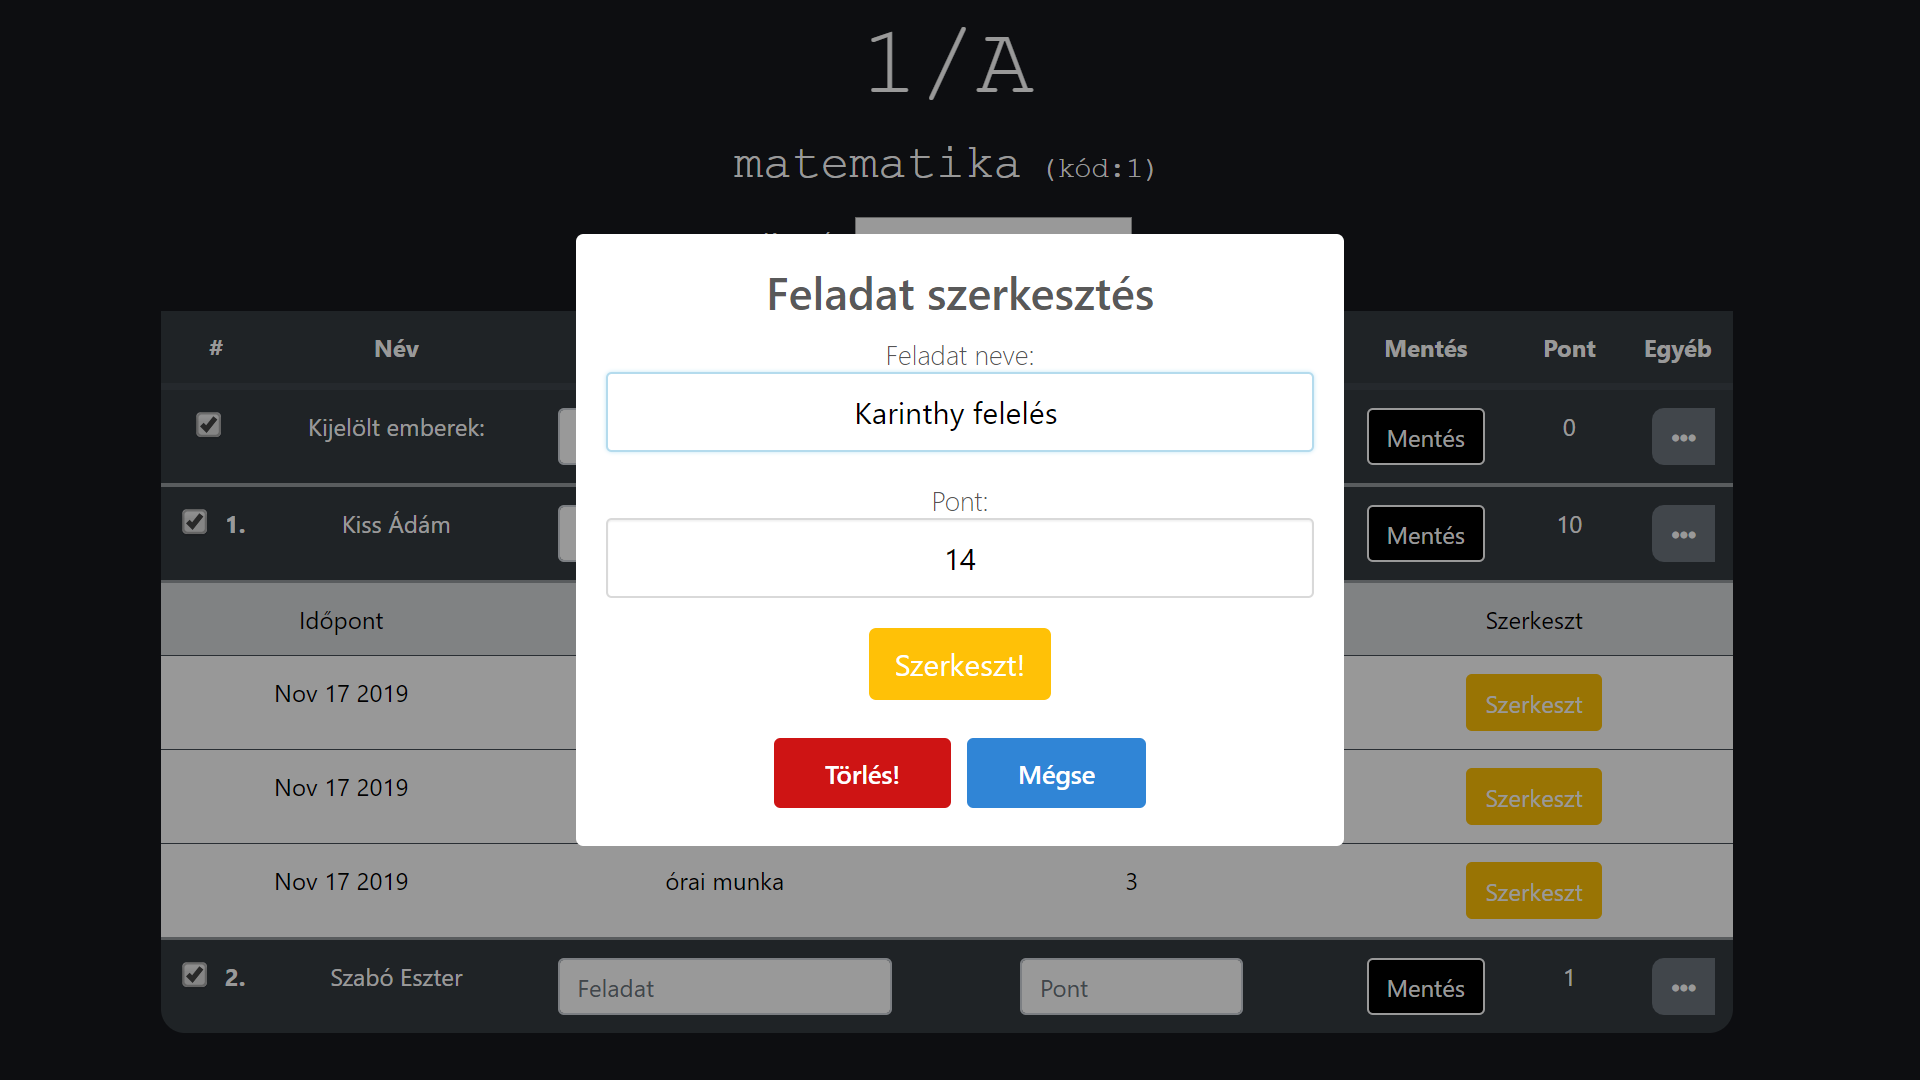 1/A
matematika (kód:1)
Feladat szerkesztés
Feladat neve:
Karinthy felelés
Pont:
14
Szerkeszt!
Törlés! Mégse
# Név Mentés Pont Egyéb
Kijelölt emberek: Mentés 0 •••
1. Kiss Ádám Mentés 10 •••
Időpont Szerkeszt
Nov 17 2019 Szerkeszt
Nov 17 2019 Szerkeszt
Nov 17 2019 órai munka 3 Szerkeszt
2. Szabó Eszter Feladat Pont Mentés 1 •••